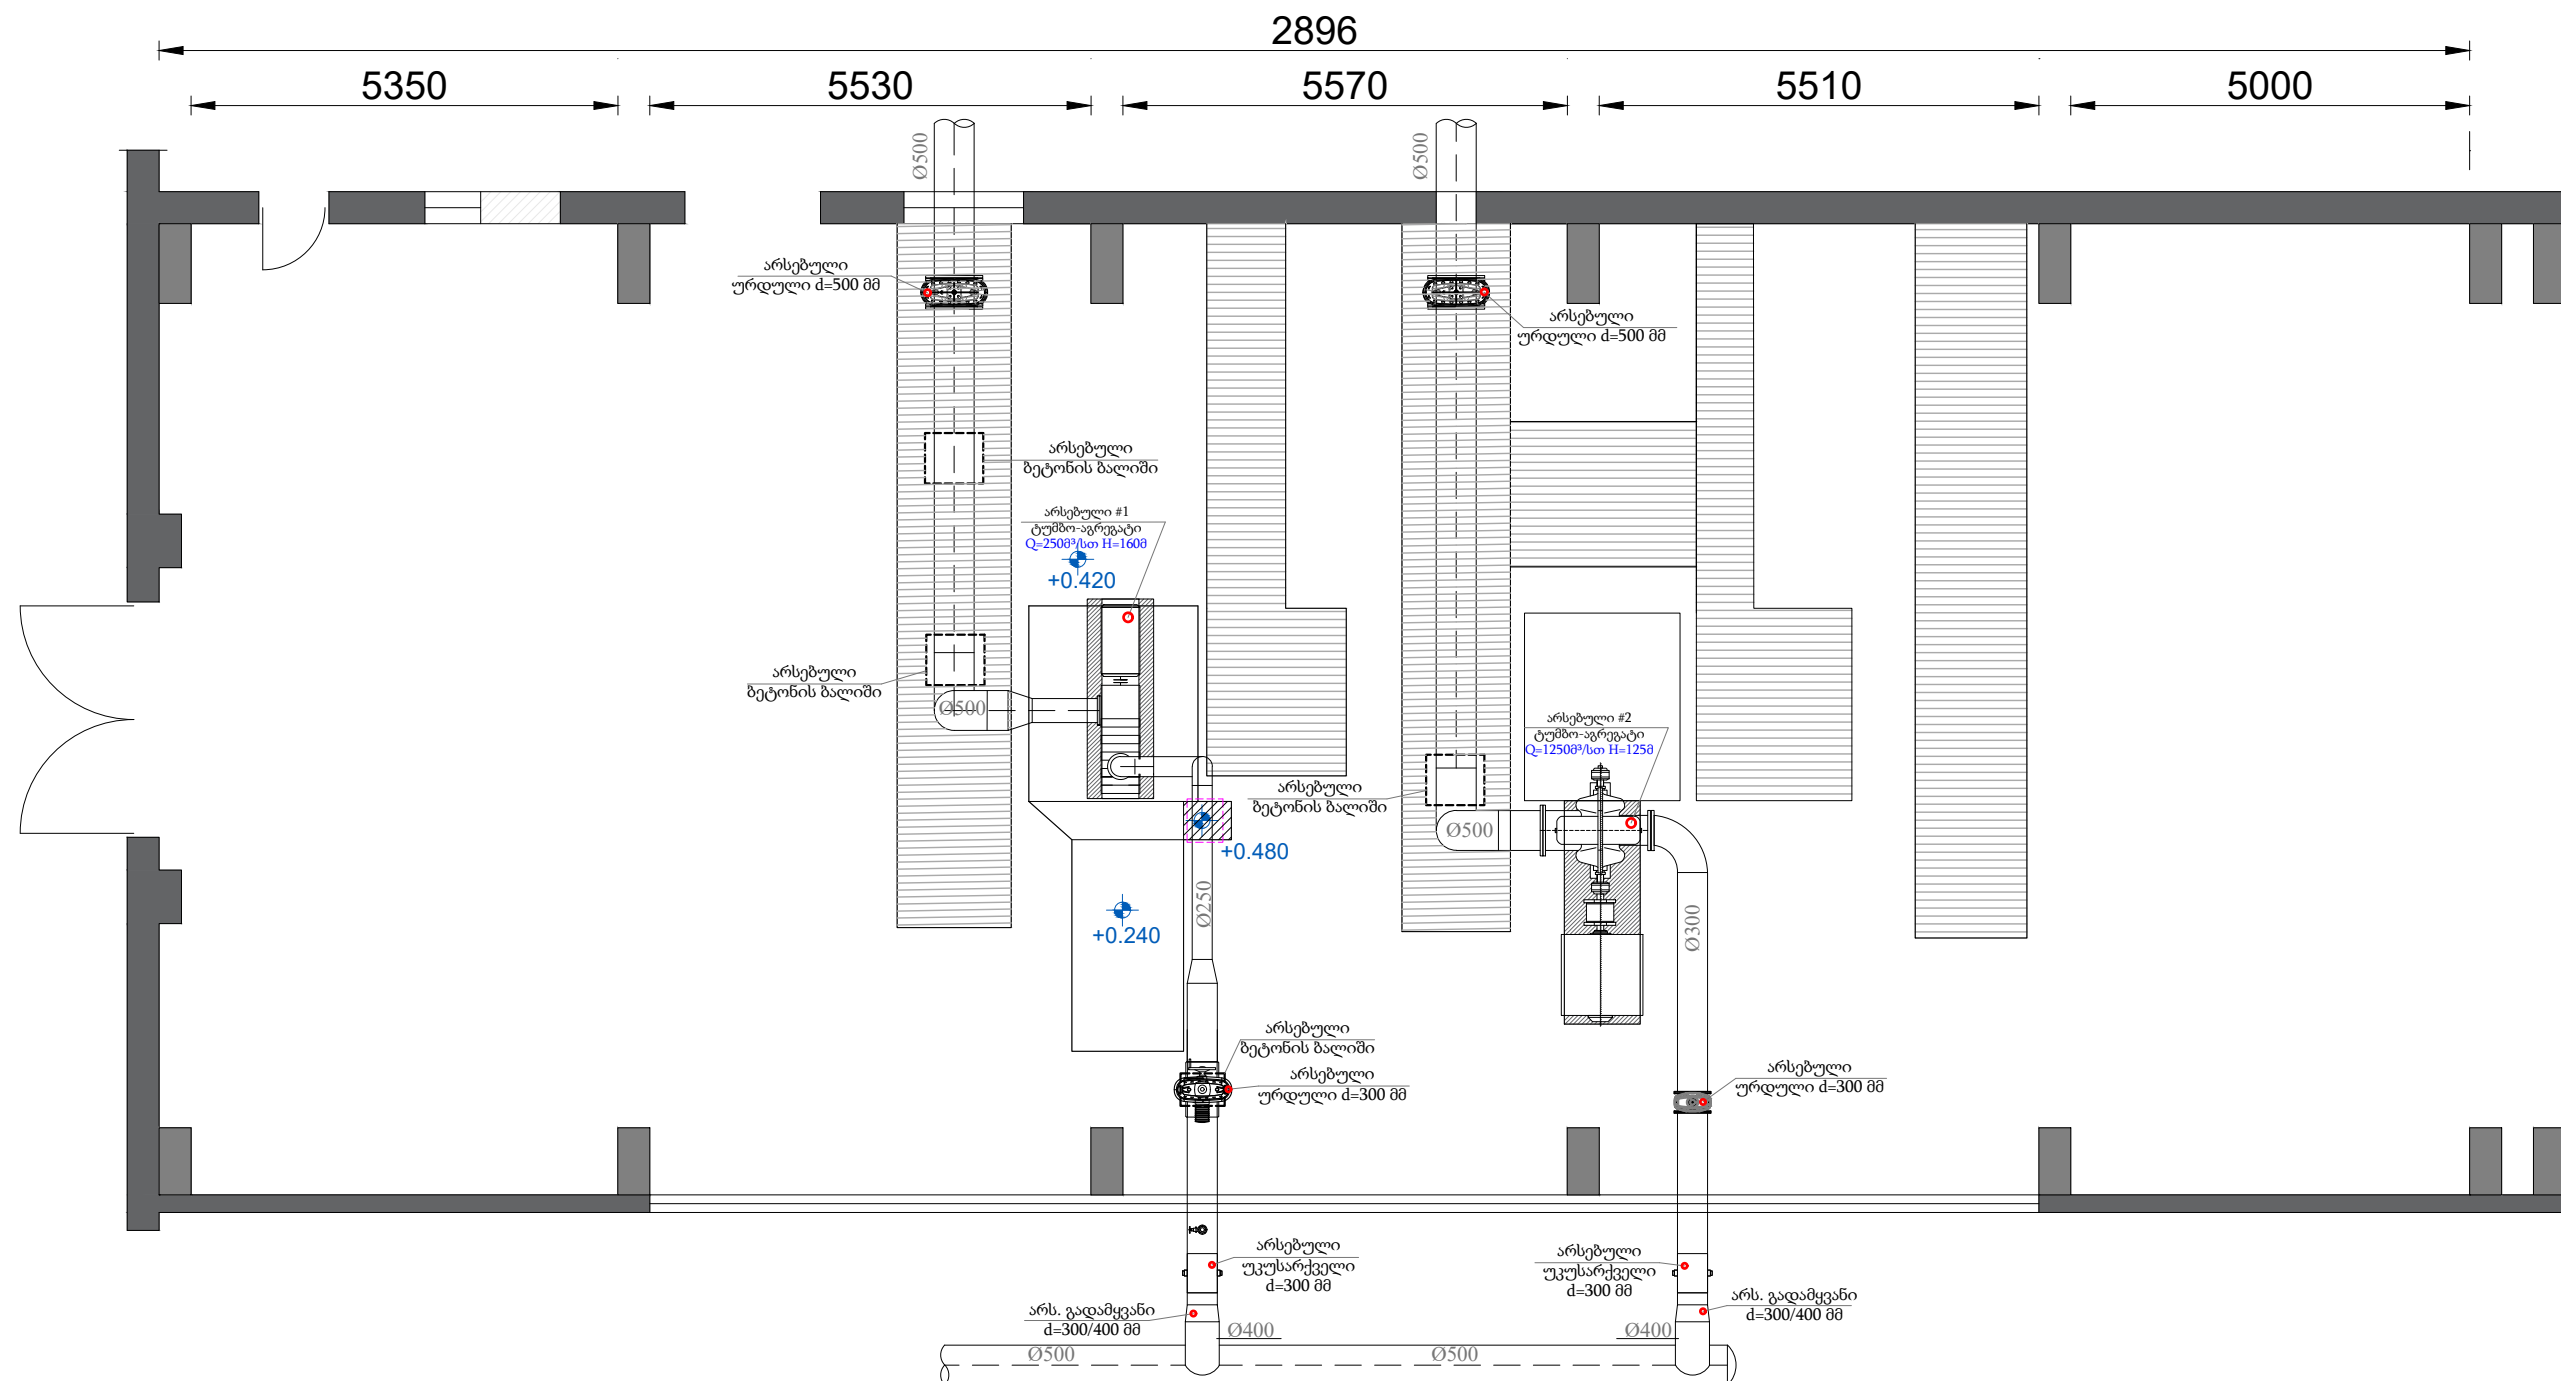 2896
5350
5530
5570
5510
5000
Ø500
Ø500
არსებული
ურდული d=500 მმ
არსებული
ურდული d=500 მმ
არსებული
ბეტონის ბალიში
არსებული #1
ტუმბო-აგრეგატი
Q=250მ³/სთ H=160მ
+0.420
არსებული
ბეტონის ბალიში
Ø500
არსებული #2
ტუმბო-აგრეგატი
Q=1250მ³/სთ H=125მ
არსებული
ბეტონის ბალიში
Ø500
+0.480
Ø250
+0.240
Ø300
არსებული
ბეტონის ბალიში
არსებული
ურდული d=300 მმ
არსებული
ურდული d=300 მმ
არსებული
უკუსარქველი
d=300 მმ
არსებული
უკუსარქველი
d=300 მმ
არს. გადამყვანი
d=300/400 მმ
არს. გადამყვანი
d=300/400 მმ
Ø400
Ø400
Ø500
Ø500